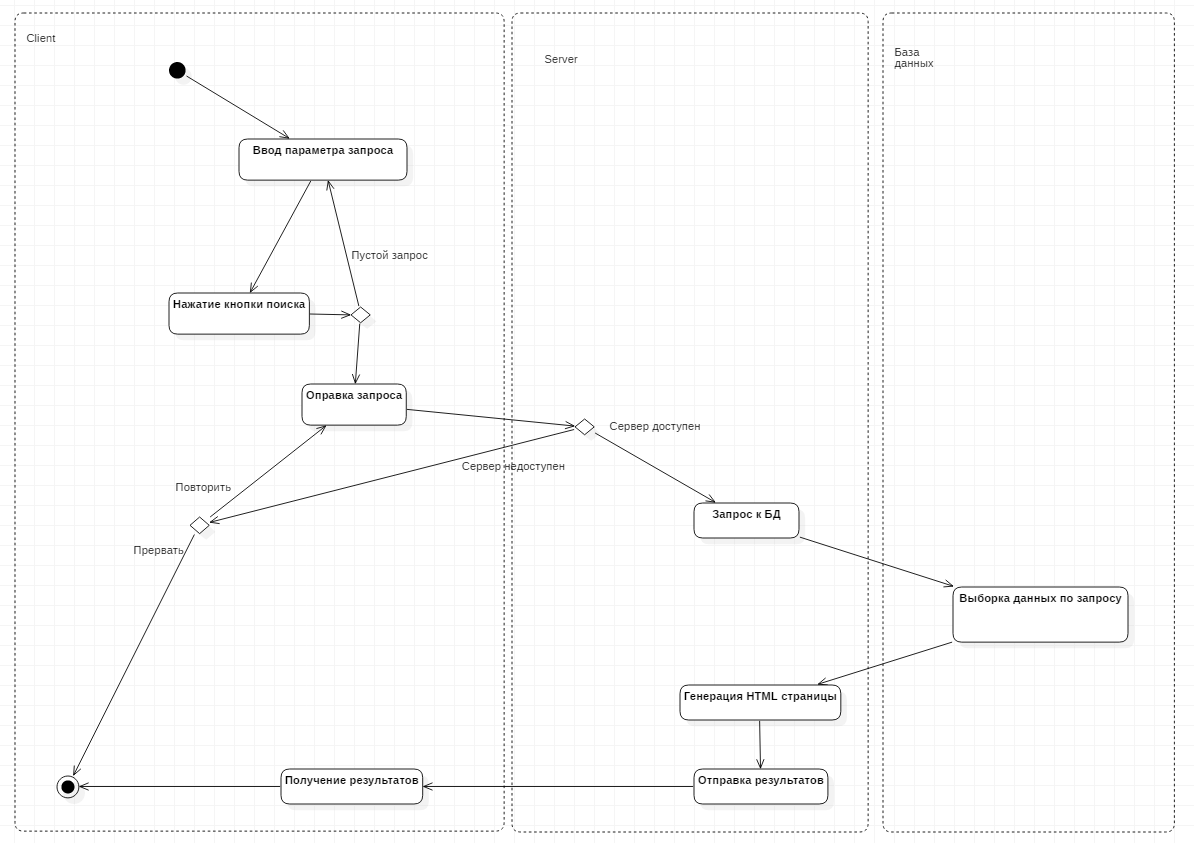 Client
Server
База
данных
Ввод параметра запроса
Пустой запрос
Нажатие кнопки поиска
Оправка запроса
Сервер доступен
Сервер недоступен
Повторить
Запрос к БД
Прервать
Выборка данных по запросу
Генерация HTML страницы
Получение результатов
Отправка результатов